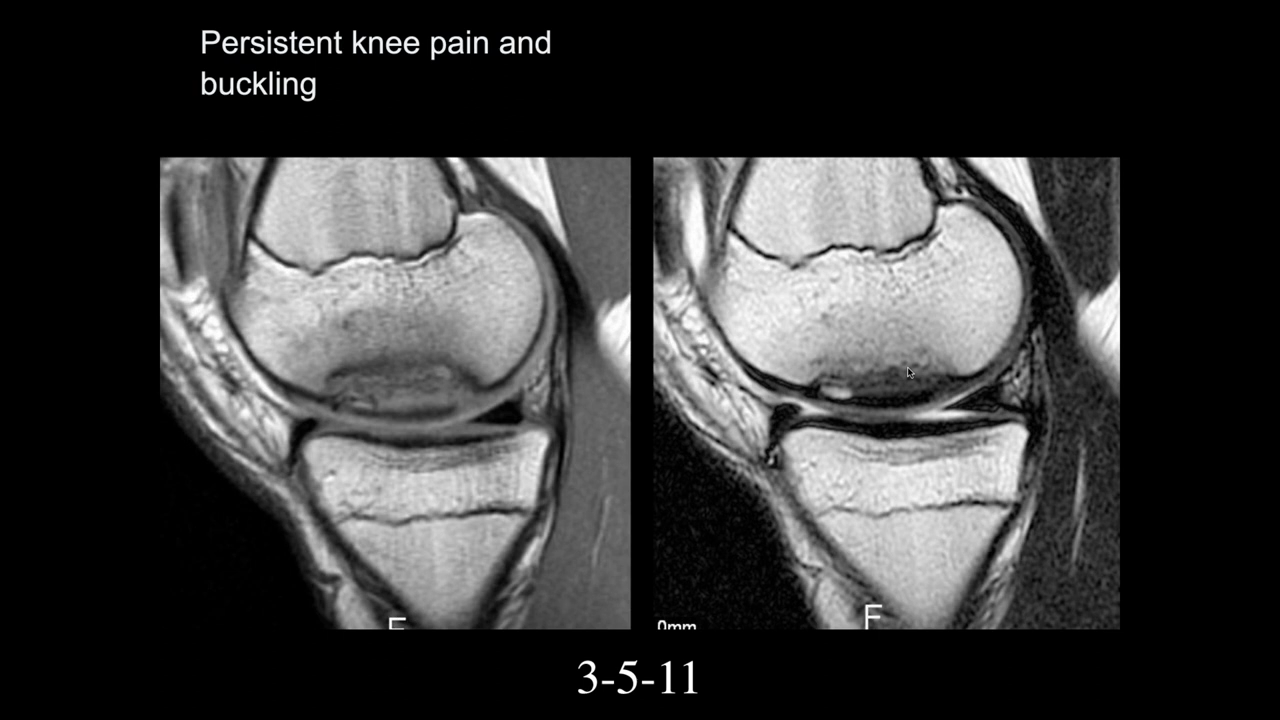 Persistent knee pain and
buckling
F
F
0mm
3-5-11